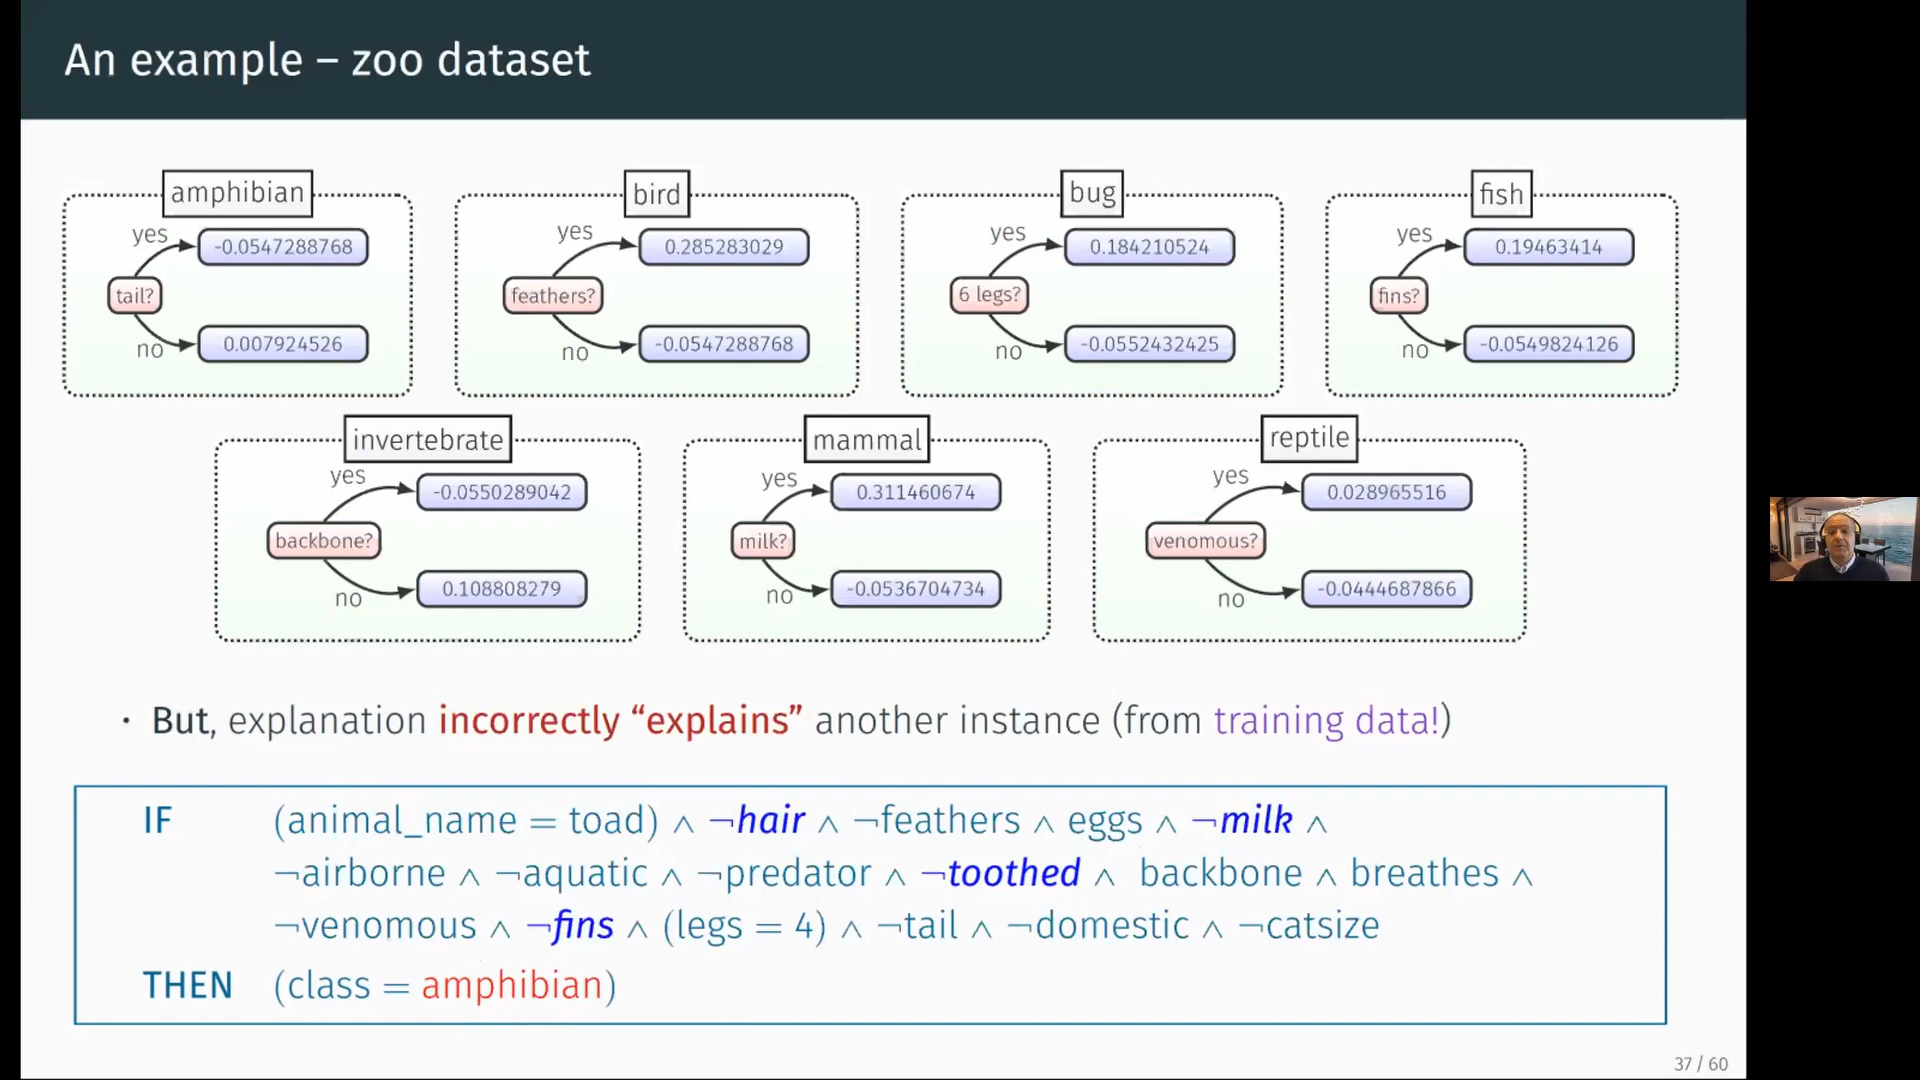 An example – zoo dataset
amphibian
yes
-0.0547288768
tail?
no
0.007924526
bird
yes
0.285283029
feathers?
no
-0.0547288768
bug
yes
0.184210524
6 legs?
no
-0.0552432425
fish
yes
0.19463414
fins?
no
-0.0549824126
invertebrate
yes
-0.0550289042
backbone?
no
0.108808279
mammal
yes
0.311460674
milk?
no
-0.0536704734
reptile
yes
0.028965516
venomous?
no
-0.0444687866
• But, explanation incorrectly “explains” another instance (from training data!)
IF (animal_name = toad) ∧ ¬hair ∧ ¬feathers ∧ eggs ∧ ¬milk ∧
¬airborne ∧ ¬aquatic ∧ ¬predator ∧ ¬toothed ∧ backbone ∧ breathes ∧
¬venomous ∧ ¬fins ∧ (legs = 4) ∧ ¬tail ∧ ¬domestic ∧ ¬catsize
THEN (class = amphibian)
37 / 60